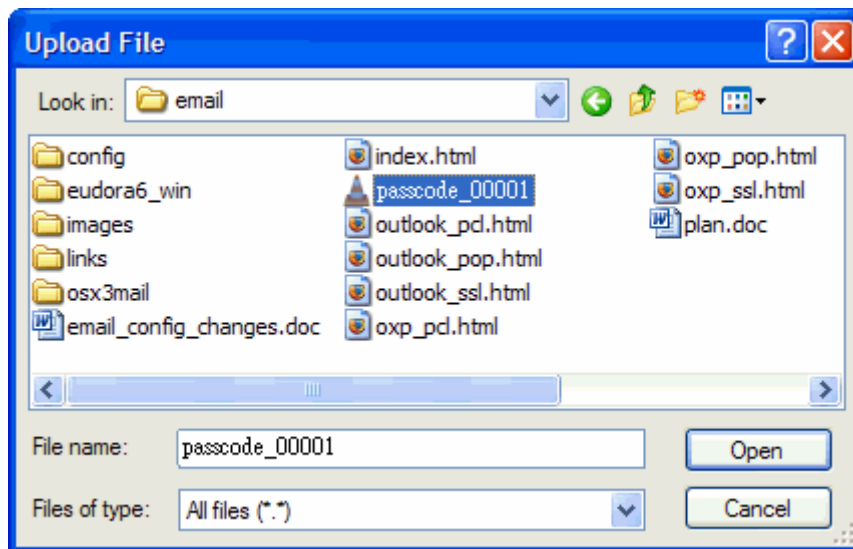 Upload File
Look in: email
config
eudora6_win
images
links
osx3mail
email_config_changes.doc
index.html
passcode_00001
outlook_pcl.html
outlook_pop.html
outlook_ssl.html
oxp_pcl.html
oxp_pop.html
oxp_ssl.html
plan.doc
File name: passcode_00001
Open
Files of type: All files (*.*)
Cancel